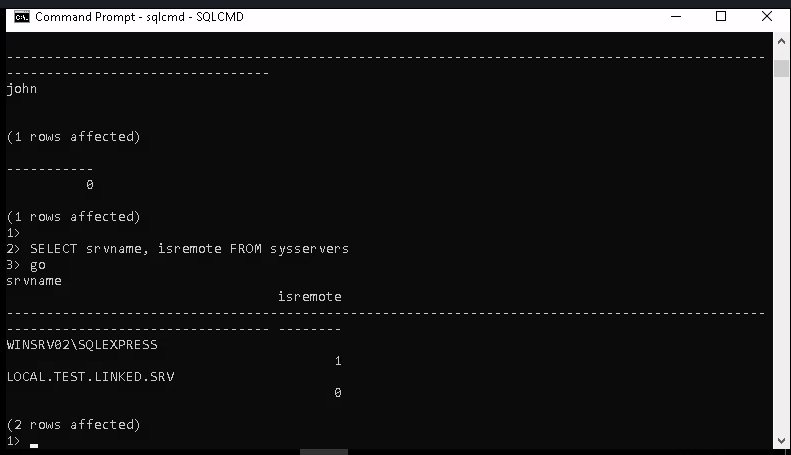 Command Prompt - sqlcmd - SQLCMD
-----------------------------------------------------------------------------------------------
---------------------------------
john
(1 rows affected)
-----------
0
(1 rows affected)
1>
2> SELECT srvname, isremote FROM sysservers
3> go
srvname
isremote
-----------------------------------------------------------------------------------------------
--------------------------------- --------
WINSRV02\SQLEXPRESS
1
LOCAL.TEST.LINKED.SRV
0
(2 rows affected)
1>